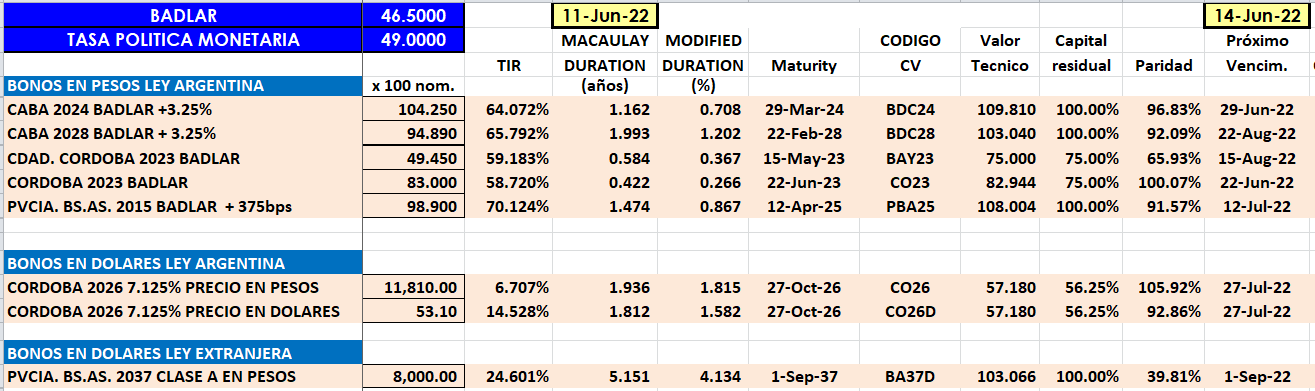 BADLAR 46.5000 11-Jun-22 14-Jun-22
TASA POLITICA MONETARIA 49.0000 MACAULAY MODIFIED CODIGO Valor Capital Próximo
TIR DURATION DURATION Maturity CV Tecnico residual Paridad Vencim.
BONOS EN PESOS LEY ARGENTINA x 100 nom. (años) (%)
CABA 2024 BADLAR +3.25% 104.250 64.072% 1.162 0.708 29-Mar-24 BDC24 109.810 100.00% 96.83% 29-Jun-22
CABA 2028 BADLAR + 3.25% 94.890 65.792% 1.993 1.202 22-Feb-28 BDC28 103.040 100.00% 92.09% 22-Aug-22
CDAD. CORDOBA 2023 BADLAR 49.450 59.183% 0.584 0.367 15-May-23 BAY23 75.000 75.00% 65.93% 15-Aug-22
CORDOBA 2023 BADLAR 83.000 58.720% 0.422 0.266 22-Jun-23 CO23 82.944 75.00% 100.07% 22-Jun-22
PVCIA. BS.AS. 2015 BADLAR + 375bps 98.900 70.124% 1.474 0.867 12-Apr-25 PBA25 108.004 100.00% 91.57% 12-Jul-22
BONOS EN DOLARES LEY ARGENTINA
CORDOBA 2026 7.125% PRECIO EN PESOS 11,810.00 6.707% 1.936 1.815 27-Oct-26 CO26 57.180 56.25% 105.92% 27-Jul-22
CORDOBA 2026 7.125% PRECIO EN DOLARES 53.10 14.528% 1.812 1.582 27-Oct-26 CO26D 57.180 56.25% 92.86% 27-Jul-22
BONOS EN DOLARES LEY EXTRANJERA
PVCIA. BS.AS. 2037 CLASE A EN PESOS 8,000.00 24.601% 5.151 4.134 1-Sep-37 BA37D 103.066 100.00% 39.81% 1-Sep-22